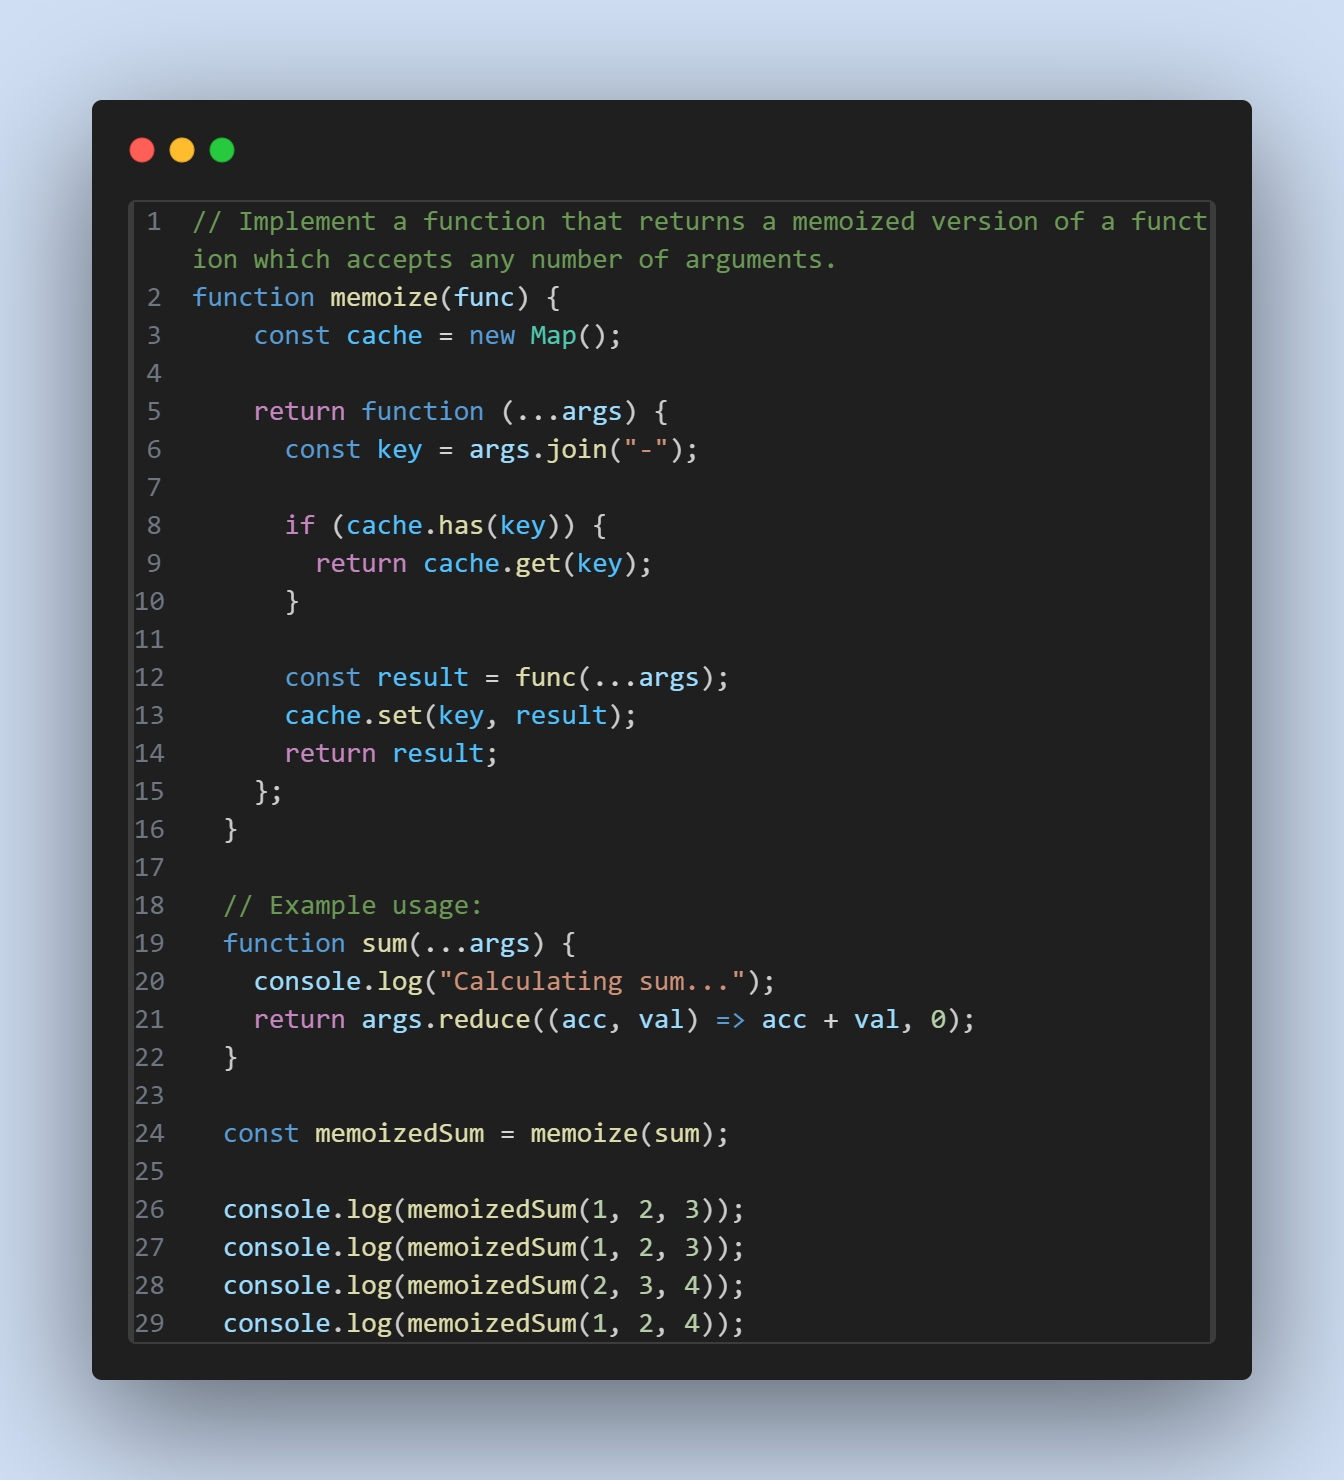 1 // Implement a function that returns a memoized version of a funct
ion which accepts any number of arguments.
2 function memoize(func) {
3     const cache = new Map();
4
5     return function (...args) {
6       const key = args.join("-");
7
8       if (cache.has(key)) {
9         return cache.get(key);
10       }
11
12       const result = func(...args);
13       cache.set(key, result);
14       return result;
15     };
16   }
17
18   // Example usage:
19   function sum(...args) {
20     console.log("Calculating sum...");
21     return args.reduce((acc, val) => acc + val, 0);
22   }
23
24   const memoizedSum = memoize(sum);
25
26   console.log(memoizedSum(1, 2, 3));
27   console.log(memoizedSum(1, 2, 3));
28   console.log(memoizedSum(2, 3, 4));
29   console.log(memoizedSum(1, 2, 4));